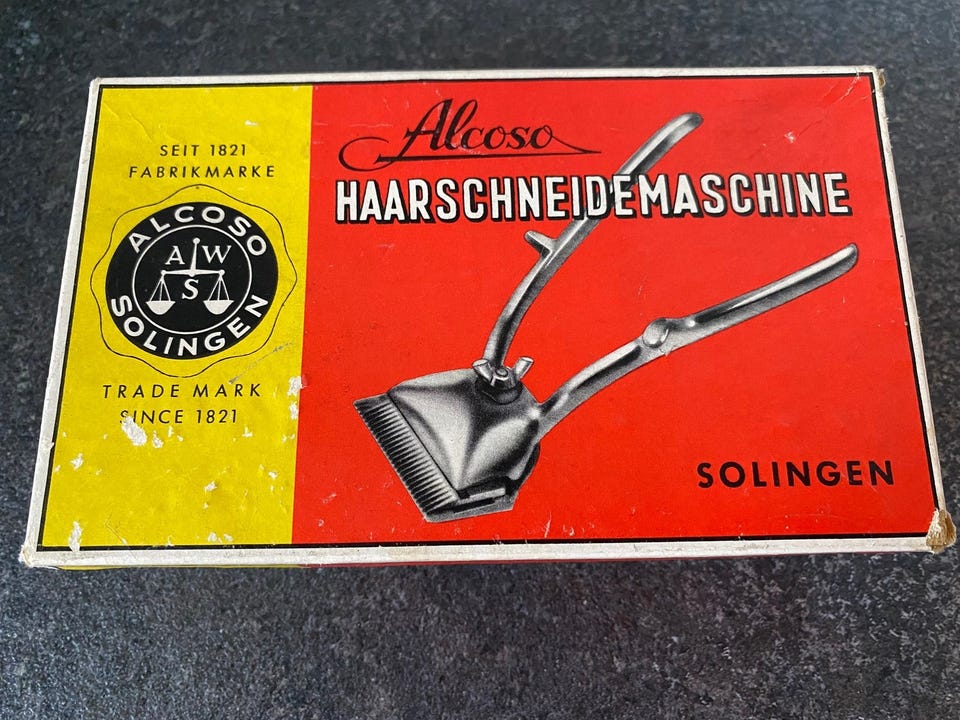 SEIT 1821
FABRIKMARKE
ALCOSO
A W
S
SOLINGEN
TRADE MARK
SINCE 1821
Alcoso
HAARSCHNEIDEMASCHINE
SOLINGEN